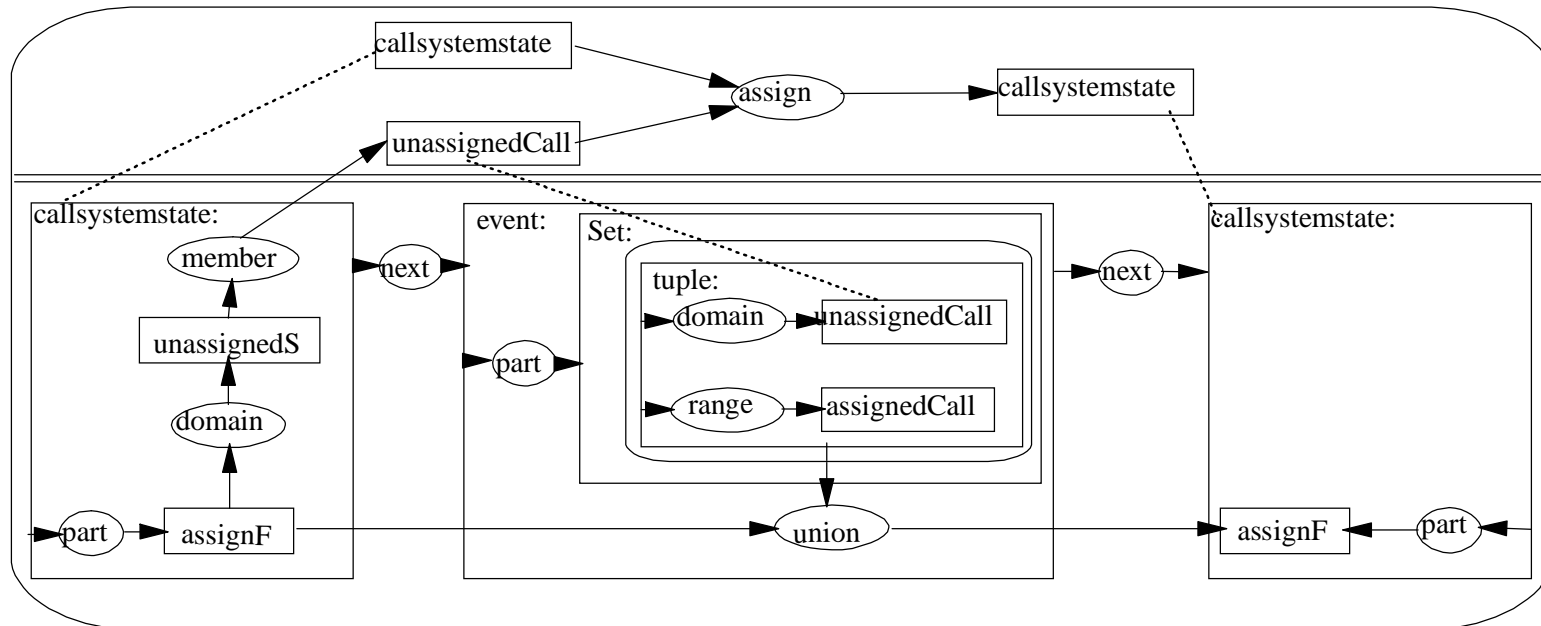 callsystemstate
assign
callsystemstate
unassignedCall
callsystemstate:
event:
callsystemstate:
Set:
member
next
next
tuple:
domain
unassignedCall
unassignedS
part
range
assignedCall
domain
part
assignF
union
assignF
part